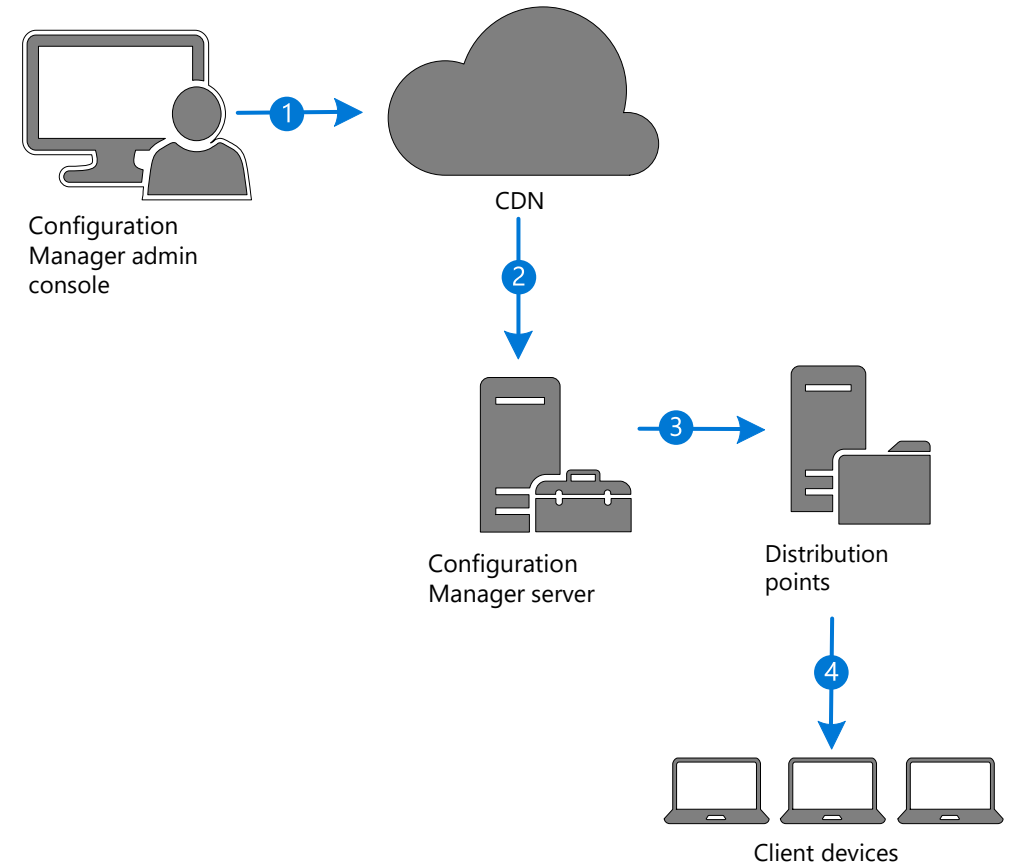 1
CDN
Configuration
Manager admin
console
2
3
Configuration
Manager server
Distribution
points
4
Client devices